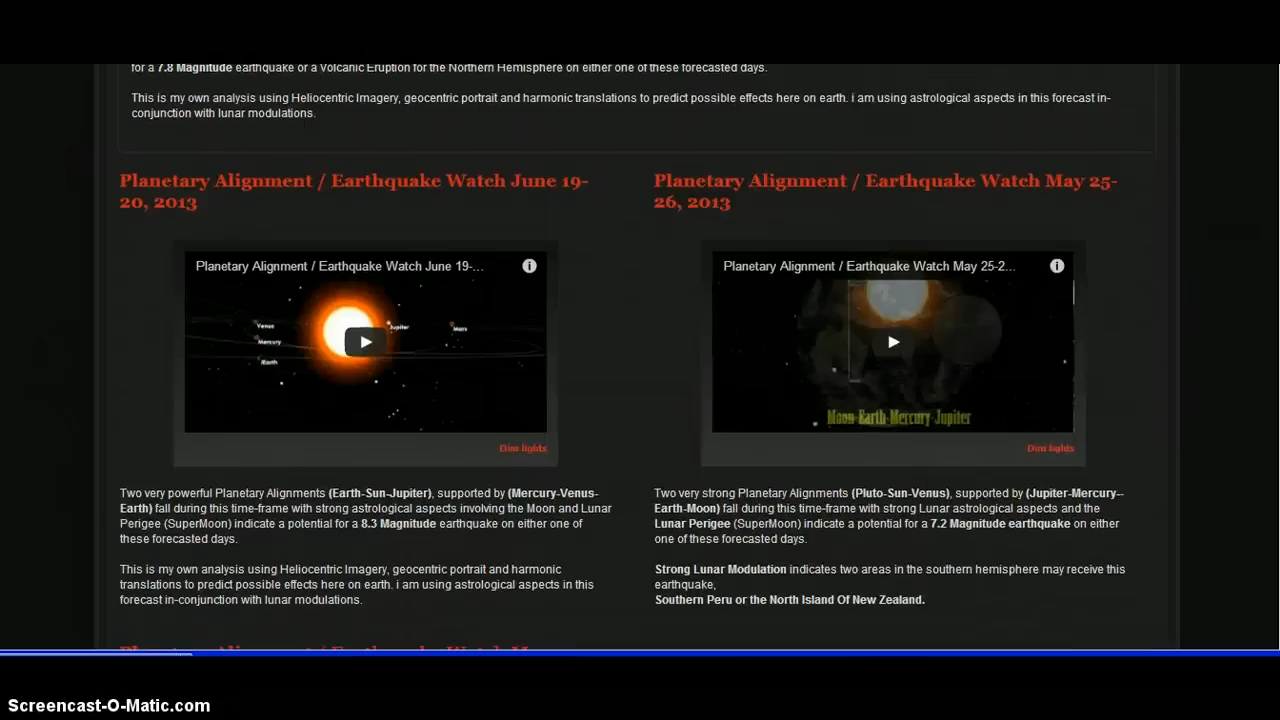 for a 7.8 Magnitude earthquake or a Volcanic Eruption for the Northern Hemisphere on either one of these forecasted days.
This is my own analysis using Heliocentric Imagery, geocentric portrait and harmonic translations to predict possible effects here on earth. i am using astrological aspects in this forecast in-
conjunction with lunar modulations.
Planetary Alignment / Earthquake Watch June 19-
20, 2013
Planetary Alignment / Earthquake Watch June 19-...
Venus
Mercury
Earth
Jupiter
Mars
Dim lights
Two very powerful Planetary Alignments (Earth-Sun-Jupiter), supported by (Mercury-Venus-
Earth) fall during this time-frame with strong astrological aspects involving the Moon and Lunar
Perigee (SuperMoon) indicate a potential for a 8.3 Magnitude earthquake on either one of
these forecasted days.
This is my own analysis using Heliocentric Imagery, geocentric portrait and harmonic
translations to predict possible effects here on earth. i am using astrological aspects in this
forecast in-conjunction with lunar modulations.
Planetary Alignment / Earthquake Watch May 25-
26, 2013
Planetary Alignment / Earthquake Watch May 25-2...
Moon-Earth-Mercury-Jupiter
Dim lights
Two very strong Planetary Alignments (Pluto-Sun-Venus), supported by (Jupiter-Mercury--
Earth-Moon) fall during this time-frame with strong Lunar astrological aspects and the
Lunar Perigee (SuperMoon) indicate a potential for a 7.2 Magnitude earthquake on either
one of these forecasted days.
Strong Lunar Modulation indicates two areas in the southern hemisphere may receive this
earthquake,
Southern Peru or the North Island Of New Zealand.
Screencast-O-Matic.com